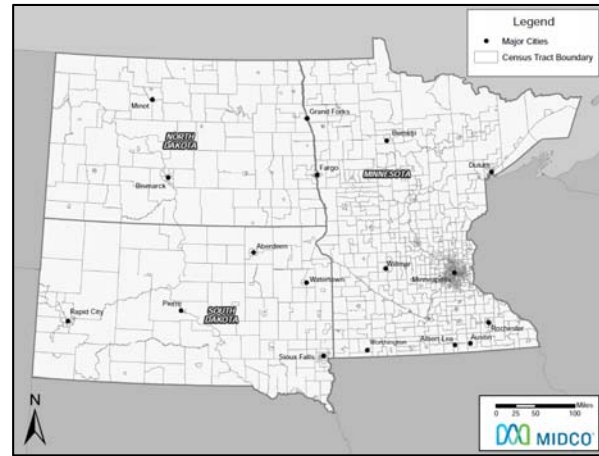 Legend
Major Cities
Census Tract Boundary
Minot
Grand Forks
NORTH
DAKOTA
Bemidji
Fargo
MINNESOTA
Duluth
Bismarck
Aberdeen
Willmar
Minneapolis
Watertown
Rapid City
Pierre
SOUTH
DAKOTA
Rochester
Sioux Falls
Worthington
Albert Lea
Austin
N
Miles
0 25 50 100
MIDCO